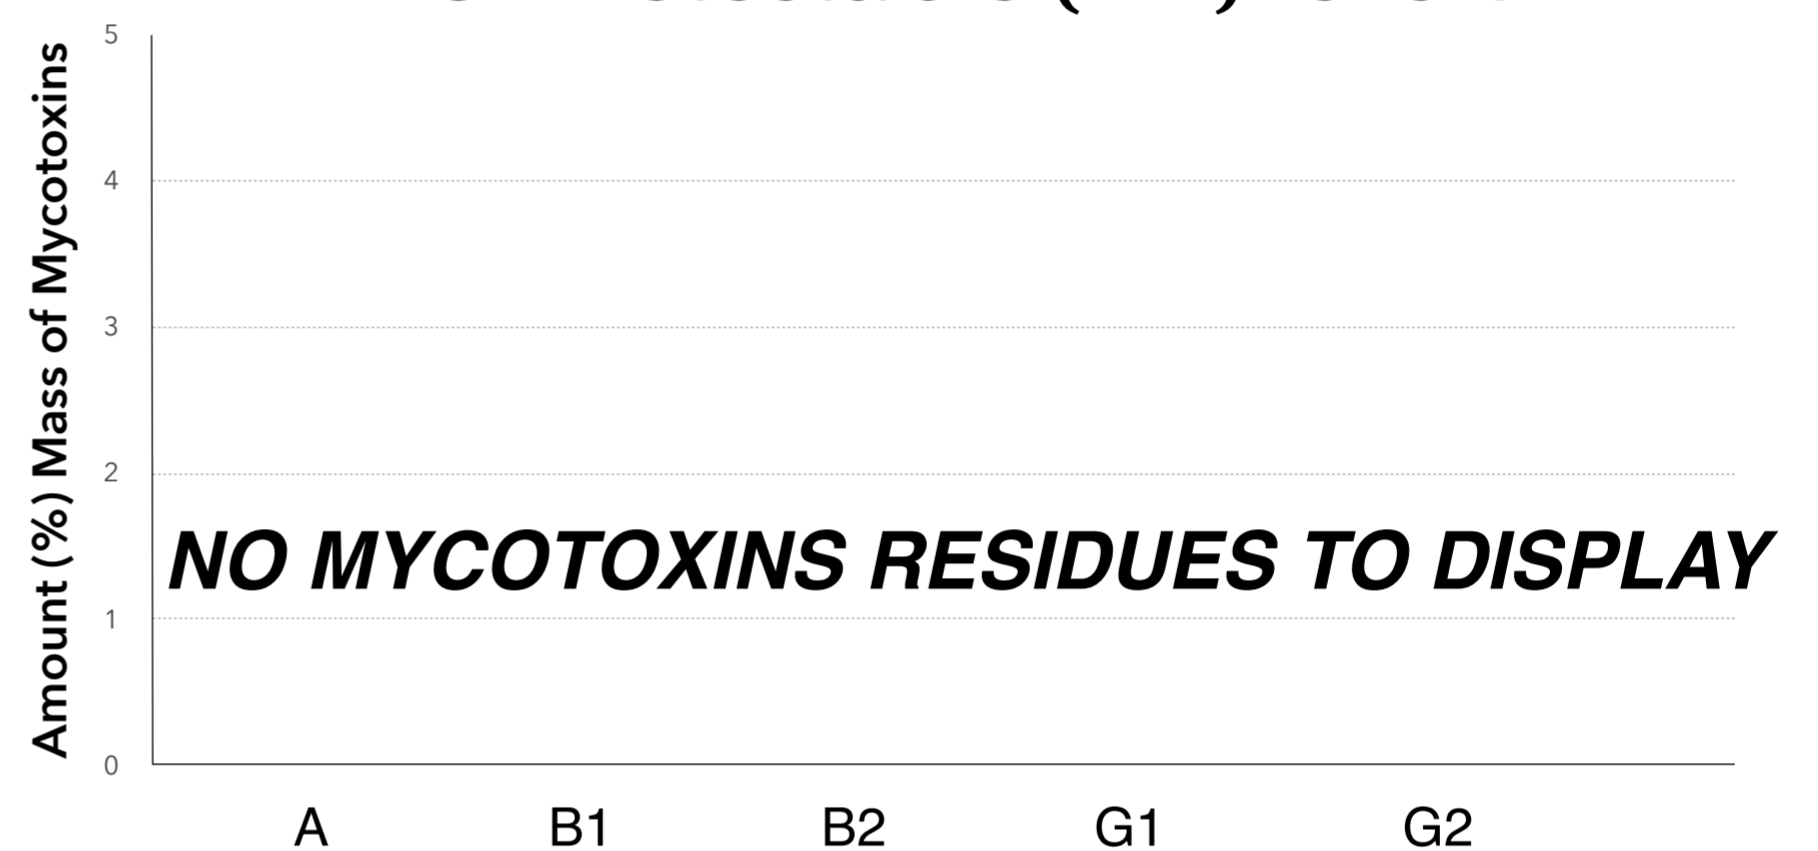 Amount (%) Mass of Mycotoxins
5
4
3
2
NO MYCOTOXINS RESIDUES TO DISPLAY
1
0
A B1 B2 G1 G2